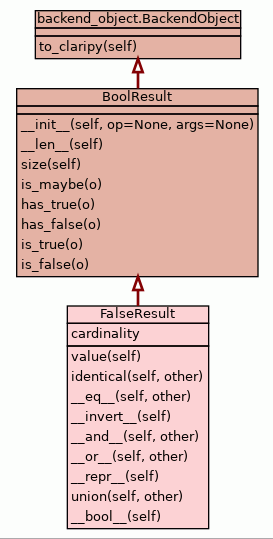 backend_object.BackendObject
to_claripy(self)
BoolResult
__init__(self, op=None, args=None)
__len__(self)
size(self)
is_maybe(o)
has_true(o)
has_false(o)
is_true(o)
is_false(o)
FalseResult
cardinality
value(self)
identical(self, other)
__eq__(self, other)
__invert__(self)
__and__(self, other)
__or__(self, other)
__repr__(self)
union(self, other)
__bool__(self)